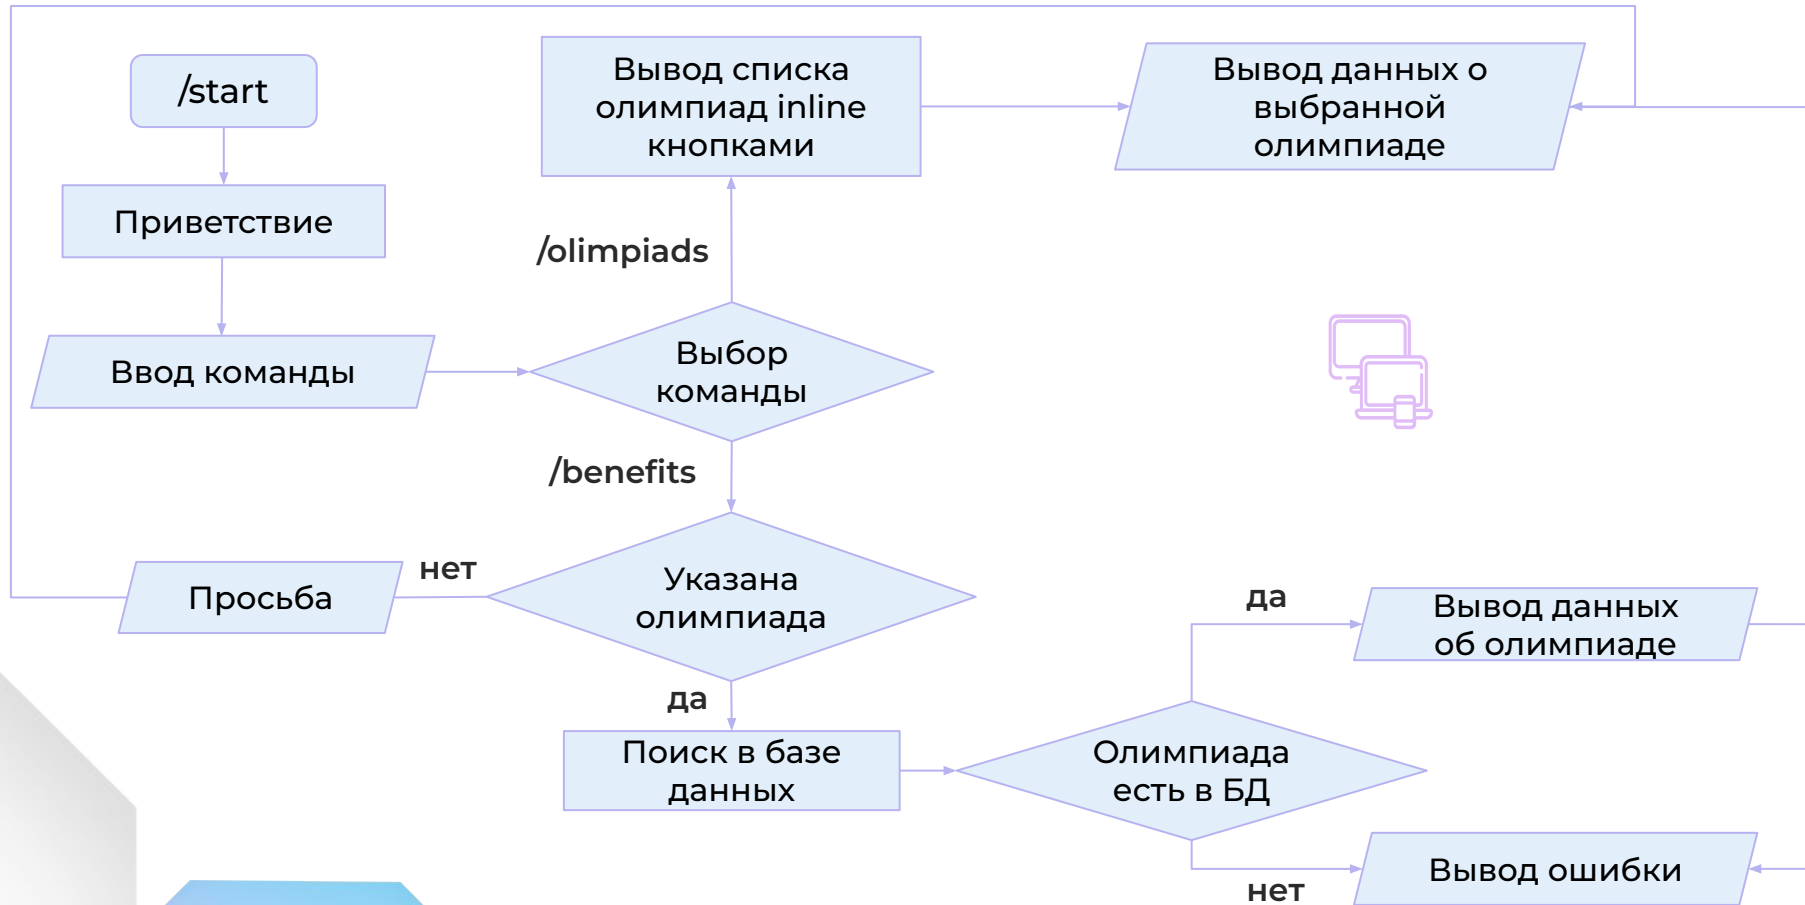 /start
Приветствие
Ввод команды
Вывод списка
олимпиад inline
кнопками
Вывод данных о
выбранной
олимпиаде
/olimpiads
Выбор
команды
/benefits
Указана
олимпиада
нет
Просьба
да
Поиск в базе
данных
Олимпиада
есть в БД
да
Вывод данных
об олимпиаде
нет
Вывод ошибки